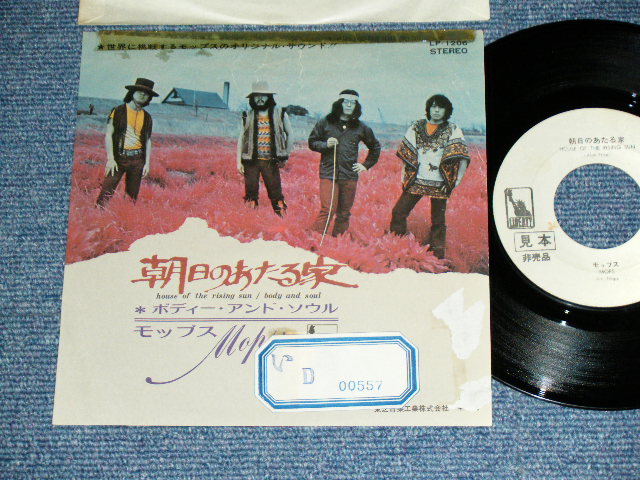 ＊世界に挑戦するモップスのオリジナル・サウンド!!
LP-1206
STEREO
朝日のあたる家
house of the rising sun / body and soul
＊ ボディー・アンド・ソウル
モップス
D
00557
朝日のあたる家
HOUSE OF THE RISING SUN
LIBERTY
見本
非売品
モップス
MOPS